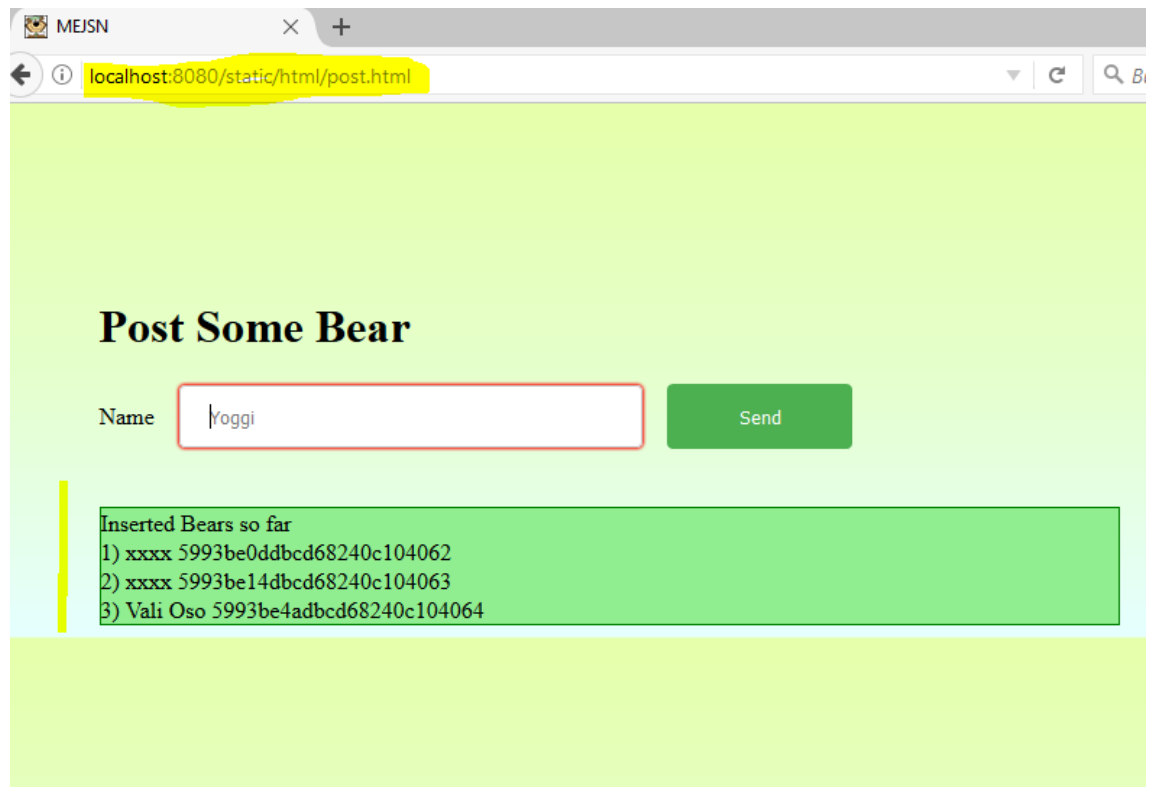 MEJSN
localhost:8080/static/html/post.html
Post Some Bear
Name Yoggi Send
Inserted Bears so far
1) xxxx 5993be0ddbcd68240c104062
2) xxxx 5993be14dbcd68240c104063
3) Vali Oso 5993be4adbcd68240c104064